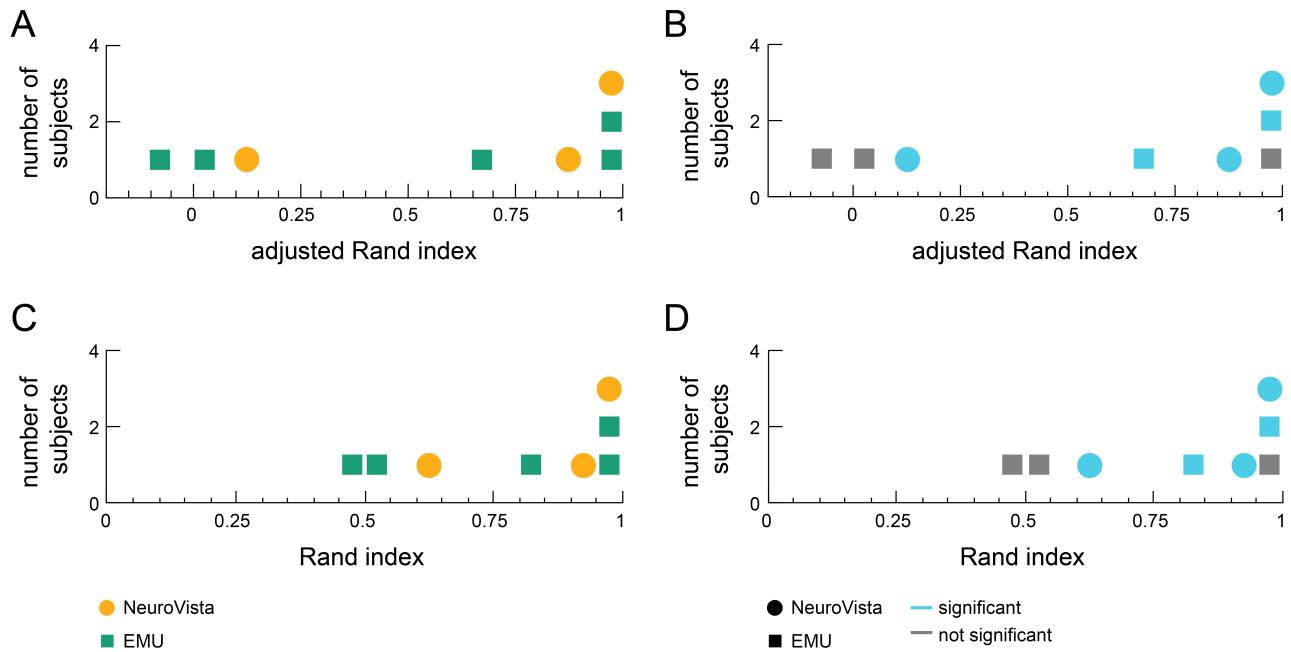 A
number of
subjects
4
2
0
0 0.25 0.5 0.75 1
adjusted Rand index
B
number of
subjects
4
2
0
0 0.25 0.5 0.75 1
adjusted Rand index
C
number of
subjects
4
2
0
0 0.25 0.5 0.75 1
Rand index
D
number of
subjects
4
2
0
0 0.25 0.5 0.75 1
Rand index
NeuroVista
EMU
NeuroVista
EMU
significant
not significant